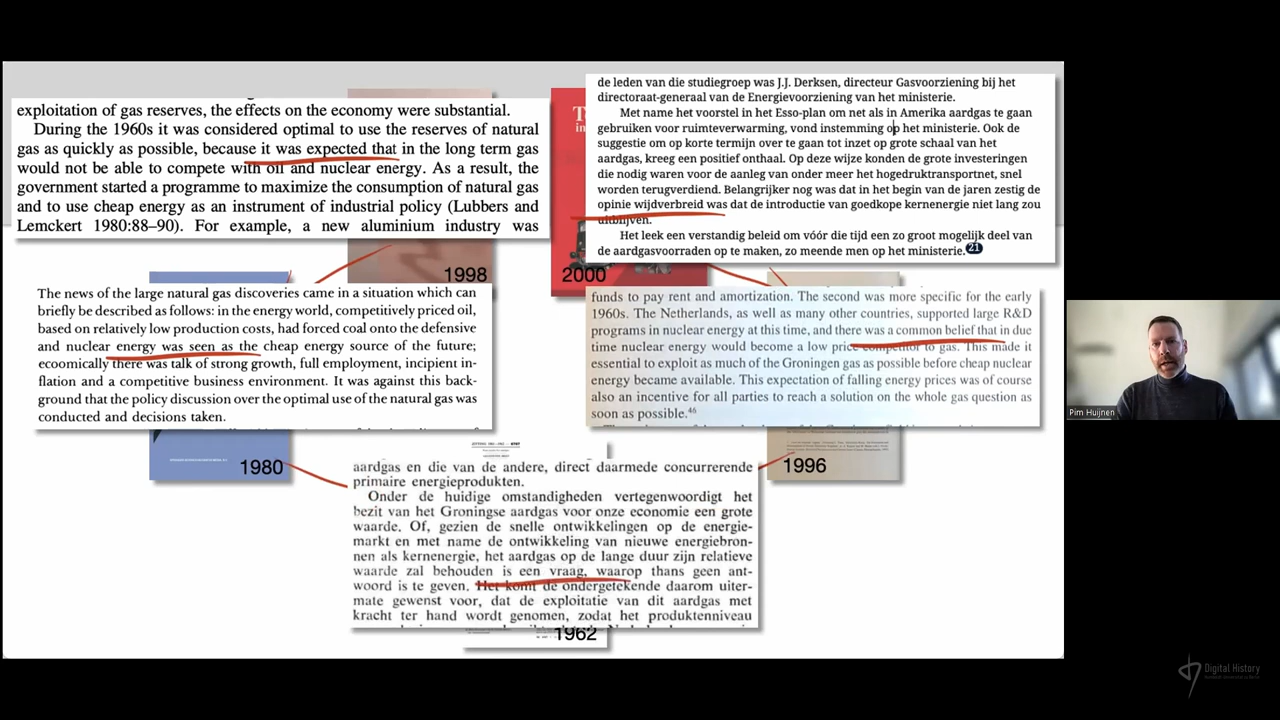 exploitation of gas reserves, the effects on the economy were substantial.
During the 1960s it was considered optimal to use the reserves of natural
gas as quickly as possible, because it was expected that in the long term gas
would not be able to compete with oil and nuclear energy. As a result, the
government started a programme to maximize the consumption of natural gas
and to use cheap energy as an instrument of industrial policy (Lubbers and
Lemckert 1980:88–90). For example, a new aluminium industry was
1998
de leden van die studiegroep was J.J. Derksen, directeur Gasvoorziening bij het
directoraat-generaal van de Energievoorziening van het ministerie.
Met name het voorstel in het Esso-plan om net als in Amerika aardgas te gaan
gebruiken voor ruimteverwarming, vond instemming op het ministerie. Ook de
suggestie om op korte termijn over te gaan tot inzet op grote schaal van het
aardgas, kreeg een positief onthaal. Op deze wijze konden de grote investeringen
die nodig waren voor de aanleg van onder meer het hogedruktransportnet, snel
worden terugverdiend. Belangrijker nog was dat in het begin van de jaren zestig de
opinie wijdverbreid was dat de introductie van goedkope kernenergie niet lang zou
uitblijven.
Het leek een verstandig beleid om vóór die tijd een zo groot mogelijk deel van
de aardgasvoorraden op te maken, zo meende men op het ministerie. 21
2000
The news of the large natural gas discoveries came in a situation which can
briefly be described as follows: in the energy world, competitively priced oil,
based on relatively low production costs, had forced coal onto the defensive
and nuclear energy was seen as the cheap energy source of the future;
ecoomically there was talk of strong growth, full employment, incipient in-
flation and a competitive business environment. It was against this back-
ground that the policy discussion over the optimal use of the natural gas was
conducted and decisions taken.
1980
funds to pay rent and amortization. The second was more specific for the early
1960s. The Netherlands, as well as many other countries, supported large R&D
programs in nuclear energy at this time, and there was a common belief that in due
time nuclear energy would become a low price competitor to gas. This made it
essential to exploit as much of the Groningen gas as possible before cheap nuclear
energy became available. This expectation of falling energy prices was of course
also an incentive for all parties to reach a solution on the whole gas question as
soon as possible.46
1996
aardgas en die van de andere, direct daarmede concurrerende
primaire energieprodukten.
Onder de huidige omstandigheden vertegenwoordigt het
bezit van het Groningse aardgas voor onze economie een grote
waarde. Of, gezien de snelle ontwikkelingen op de energie-
markt en met name de ontwikkeling van nieuwe energiebron-
nen als kernenergie, het aardgas op de lange duur zijn relatieve
waarde zal behouden is een vraag, waarop thans geen ant-
woord is te geven. Het komt de ondergetekende daarom uiter-
mate gewenst voor, dat de exploitatie van dit aardgas met
kracht ter hand wordt genomen, zodat het produktenniveau
1962
Pim Huijnen
Digital History